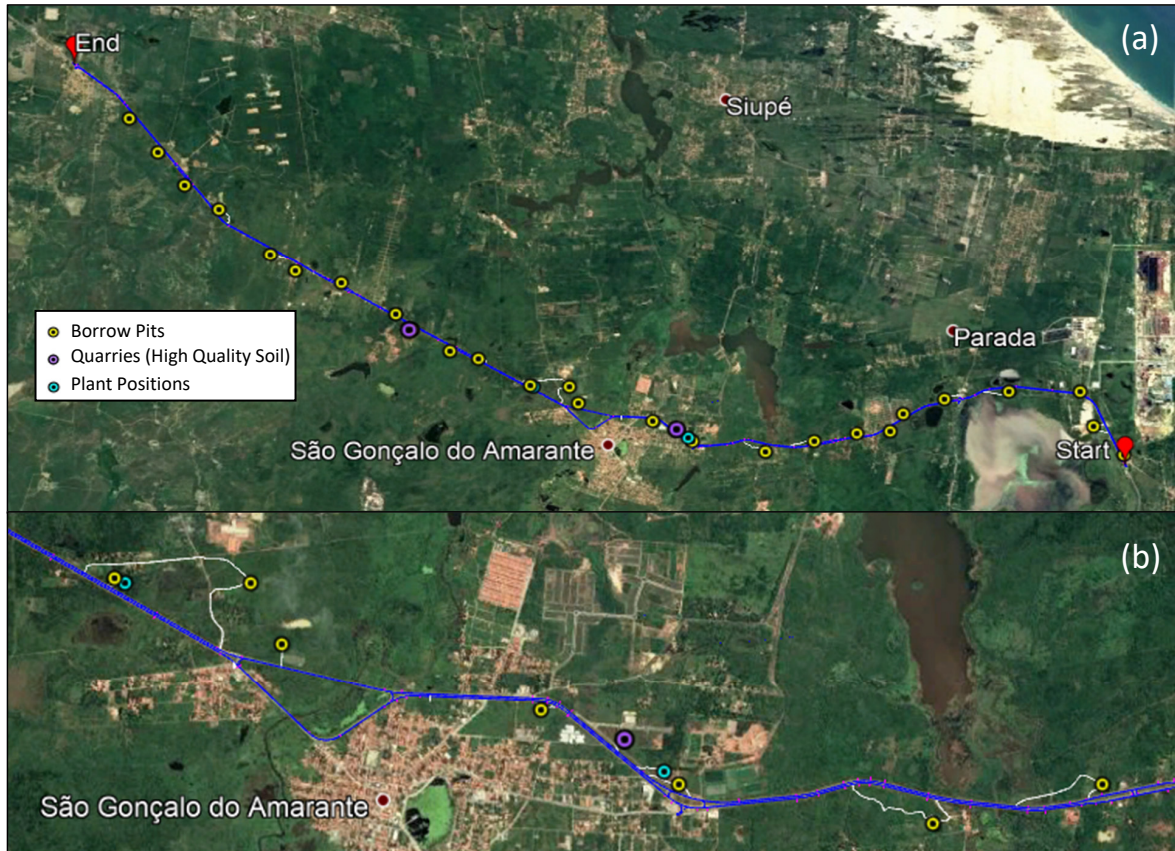 (a)
End
Siupé
Borrow Pits
Quarries (High Quality Soil)
Plant Positions
Parada
São Gonçalo do Amarante
Start
(b)
São Gonçalo do Amarante